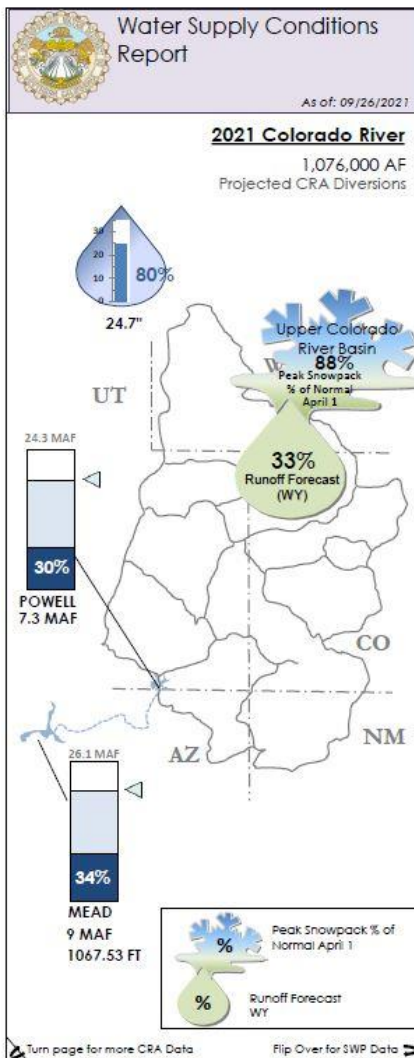 Water Supply Conditions
Report
As of: 09/26/2021
2021 Colorado River
1,076,000 AF
Projected CRA Diversions
30
20
10
0
80%
24.7"
Upper Colorado
River Basin
W
88%
Peak Snowpack
% of Normal
April 1
UT
33%
Runoff Forecast
(WY)
24.3 MAF
30%
POWELL
7.3 MAF
CO
AZ
NM
26.1 MAF
34%
MEAD
9 MAF
1067.53 FT
%
Peak Snowpack % of
Normal April 1
%
Runoff Forecast
WY
Turn page for more CRA Data
Flip Over for SWP Data